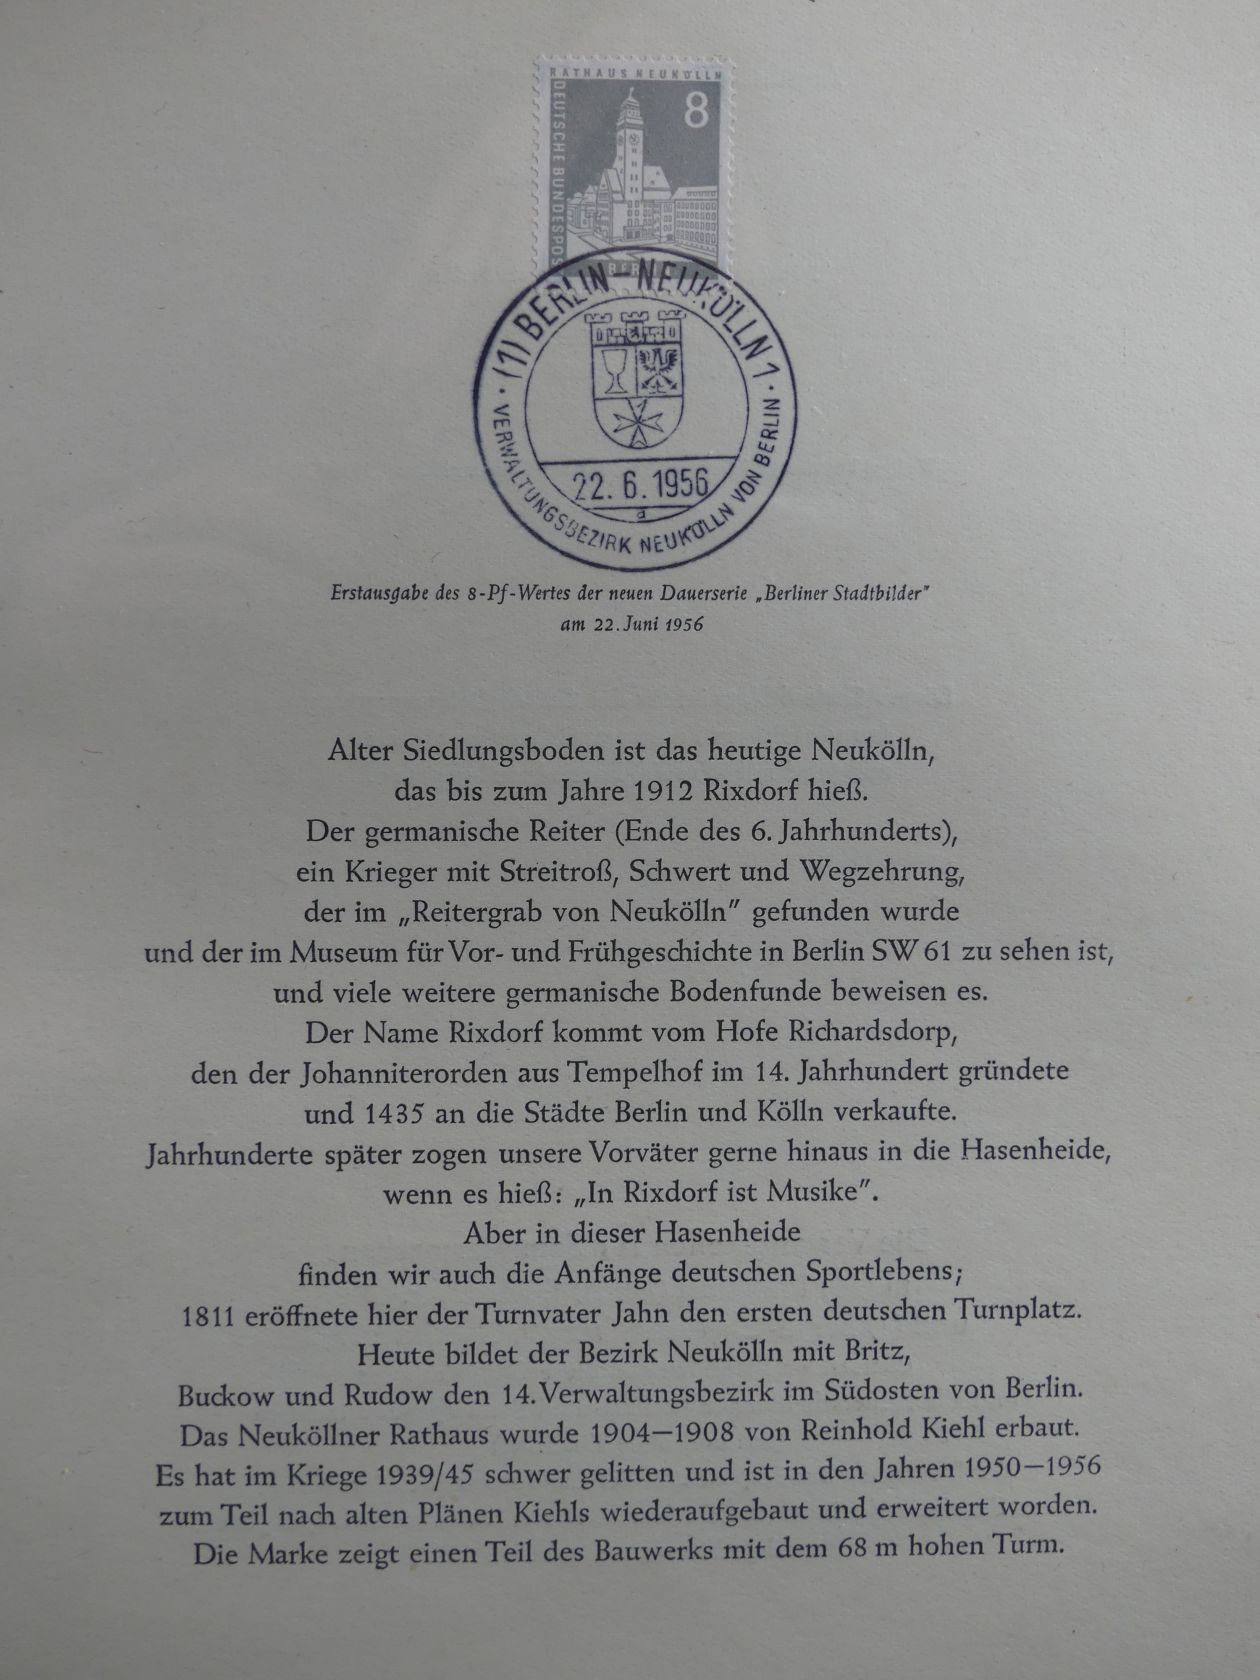 RATHAUS NEUKÖLLN
DEUTSCHE BUNDESPOST
8
BERLIN
(1) BERLIN-NEUKÖLLN 1
22.6.1956
a
VERWALTUNGSBEZIRK NEUKÖLLN VON BERLIN
Erstausgabe des 8-Pf-Wertes der neuen Dauerserie „Berliner Stadtbilder"
am 22. Juni 1956
Alter Siedlungsboden ist das heutige Neukölln,
das bis zum Jahre 1912 Rixdorf hieß.
Der germanische Reiter (Ende des 6. Jahrhunderts),
ein Krieger mit Streitroß, Schwert und Wegzehrung,
der im „Reitergrab von Neukölln" gefunden wurde
und der im Museum für Vor- und Frühgeschichte in Berlin SW 61 zu sehen ist,
und viele weitere germanische Bodenfunde beweisen es.
Der Name Rixdorf kommt vom Hofe Richardsdorp,
den der Johanniterorden aus Tempelhof im 14. Jahrhundert gründete
und 1435 an die Städte Berlin und Kölln verkaufte.
Jahrhunderte später zogen unsere Vorväter gerne hinaus in die Hasenheide,
wenn es hieß: „In Rixdorf ist Musike".
Aber in dieser Hasenheide
finden wir auch die Anfänge deutschen Sportlebens;
1811 eröffnete hier der Turnvater Jahn den ersten deutschen Turnplatz.
Heute bildet der Bezirk Neukölln mit Britz,
Buckow und Rudow den 14. Verwaltungsbezirk im Südosten von Berlin.
Das Neuköllner Rathaus wurde 1904—1908 von Reinhold Kiehl erbaut.
Es hat im Kriege 1939/45 schwer gelitten und ist in den Jahren 1950—1956
zum Teil nach alten Plänen Kiehls wiederaufgebaut und erweitert worden.
Die Marke zeigt einen Teil des Bauwerks mit dem 68 m hohen Turm.